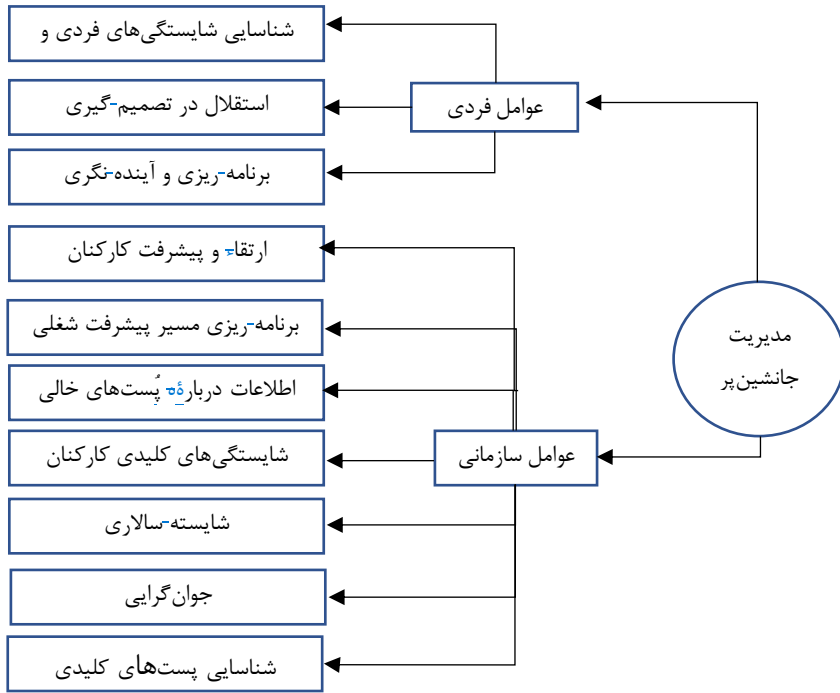 شناسایی شایستگی‌های فردی و
عوامل فردی
استقلال در تصمیم-گیری
برنامه-ریزی و آینده-نگری
ارتقاء- و پیشرفت کارکنان
برنامه-ریزی مسیر پیشرفت شغلی
مدیریت
جانشین‌پر
اطلاعات دربارۀه- پُست‌های خالی
عوامل سازمانی
شایستگی‌های کلیدی کارکنان
شایسته-سالاری
جوان‌گرایی
شناسایی پست‌های کلیدی